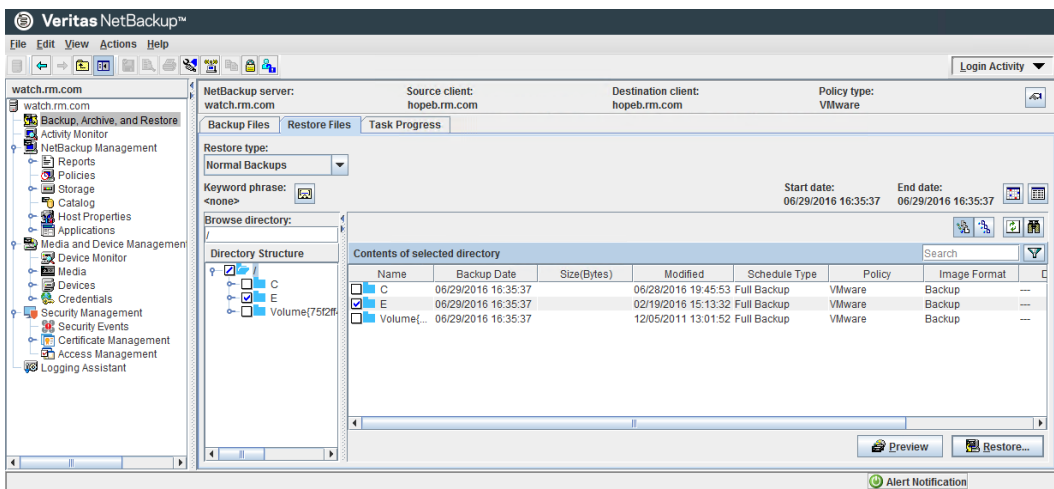 Veritas NetBackup™
File Edit View Actions Help
Login Activity
watch.rm.com
watch.rm.com
Backup, Archive, and Restore
Activity Monitor
NetBackup Management
Reports
Policies
Storage
Catalog
Host Properties
Applications
Media and Device Managemen
Device Monitor
Media
Devices
Credentials
Security Management
Security Events
Certificate Management
Access Management
Logging Assistant
NetBackup server: Source client: Destination client: Policy type:
watch.rm.com hopeb.rm.com hopeb.rm.com VMware
Backup Files Restore Files Task Progress
Restore type:
Normal Backups
Keyword phrase: Start date: End date:
<none> 06/29/2016 16:35:37 06/29/2016 16:35:37
Browse directory:
/
Search
Directory Structure
/
C
E
Volume{75f2ff-
Contents of selected directory
Name Backup Date Size(Bytes) Modified Schedule Type Policy Image Format D
C 06/29/2016 16:35:37 06/28/2016 19:45:53 Full Backup VMware Backup ---
E 06/29/2016 16:35:37 02/19/2016 15:13:32 Full Backup VMware Backup ---
Volume{... 06/29/2016 16:35:37 12/05/2011 13:01:52 Full Backup VMware Backup ---
Preview Restore...
Alert Notification